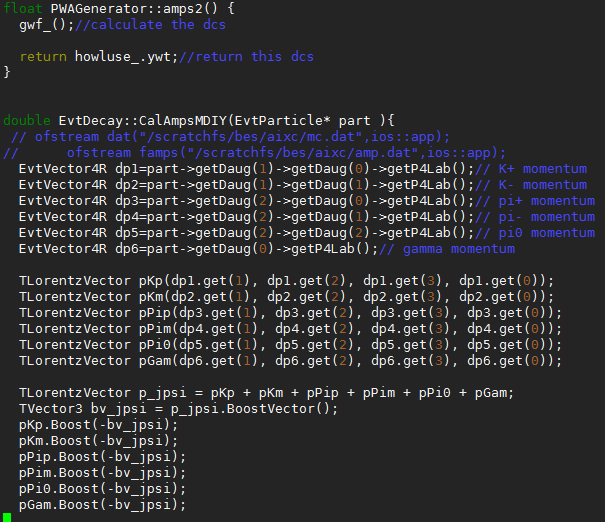 float PWAGenerator::amps2() {
  gwf_();//calculate the dcs

  return howluse_.ywt;//return this dcs
}


double EvtDecay::CalAmpsMDIY(EvtParticle* part ){
 // ofstream dat("/scratchfs/bes/aixc/mc.dat",ios::app);
//     ofstream famps("/scratchfs/bes/aixc/amp.dat",ios::app);
  EvtVector4R dp1=part->getDaug(1)->getDaug(0)->getP4Lab();// K+ momentum
  EvtVector4R dp2=part->getDaug(1)->getDaug(1)->getP4Lab();// K- momentum
  EvtVector4R dp3=part->getDaug(2)->getDaug(0)->getP4Lab();// pi+ momentum
  EvtVector4R dp4=part->getDaug(2)->getDaug(1)->getP4Lab();// pi- momentum
  EvtVector4R dp5=part->getDaug(2)->getDaug(2)->getP4Lab();// pi0 momentum
  EvtVector4R dp6=part->getDaug(0)->getP4Lab();// gamma momentum

  TLorentzVector pKp(dp1.get(1), dp1.get(2), dp1.get(3), dp1.get(0));
  TLorentzVector pKm(dp2.get(1), dp2.get(2), dp2.get(3), dp2.get(0));
  TLorentzVector pPip(dp3.get(1), dp3.get(2), dp3.get(3), dp3.get(0));
  TLorentzVector pPim(dp4.get(1), dp4.get(2), dp4.get(3), dp4.get(0));
  TLorentzVector pPi0(dp5.get(1), dp5.get(2), dp5.get(3), dp5.get(0));
  TLorentzVector pGam(dp6.get(1), dp6.get(2), dp6.get(3), dp6.get(0));

  TLorentzVector p_jpsi = pKp + pKm + pPip + pPim + pPi0 + pGam;
  TVector3 bv_jpsi = p_jpsi.BoostVector();
  pKp.Boost(-bv_jpsi);
  pKm.Boost(-bv_jpsi);
  pPip.Boost(-bv_jpsi);
  pPim.Boost(-bv_jpsi);
  pPi0.Boost(-bv_jpsi);
  pGam.Boost(-bv_jpsi);